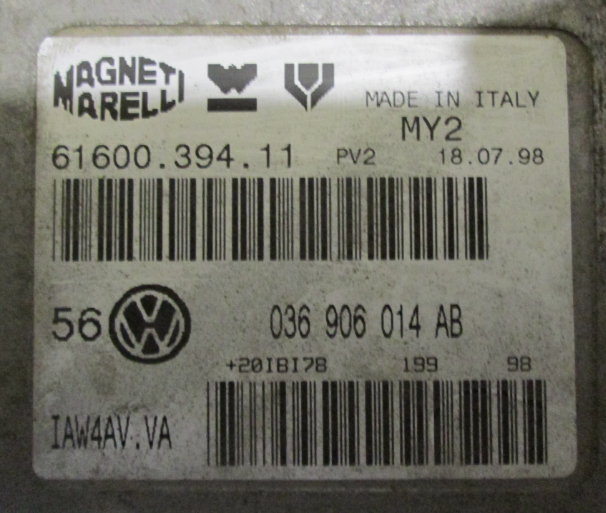 MAGNETI MARELLI
MADE IN ITALY
MY2
61600.394.11 PV2 18.07.98
56 VW 036 906 014 AB
+20IBI78 199 98
IAW4AV.VA